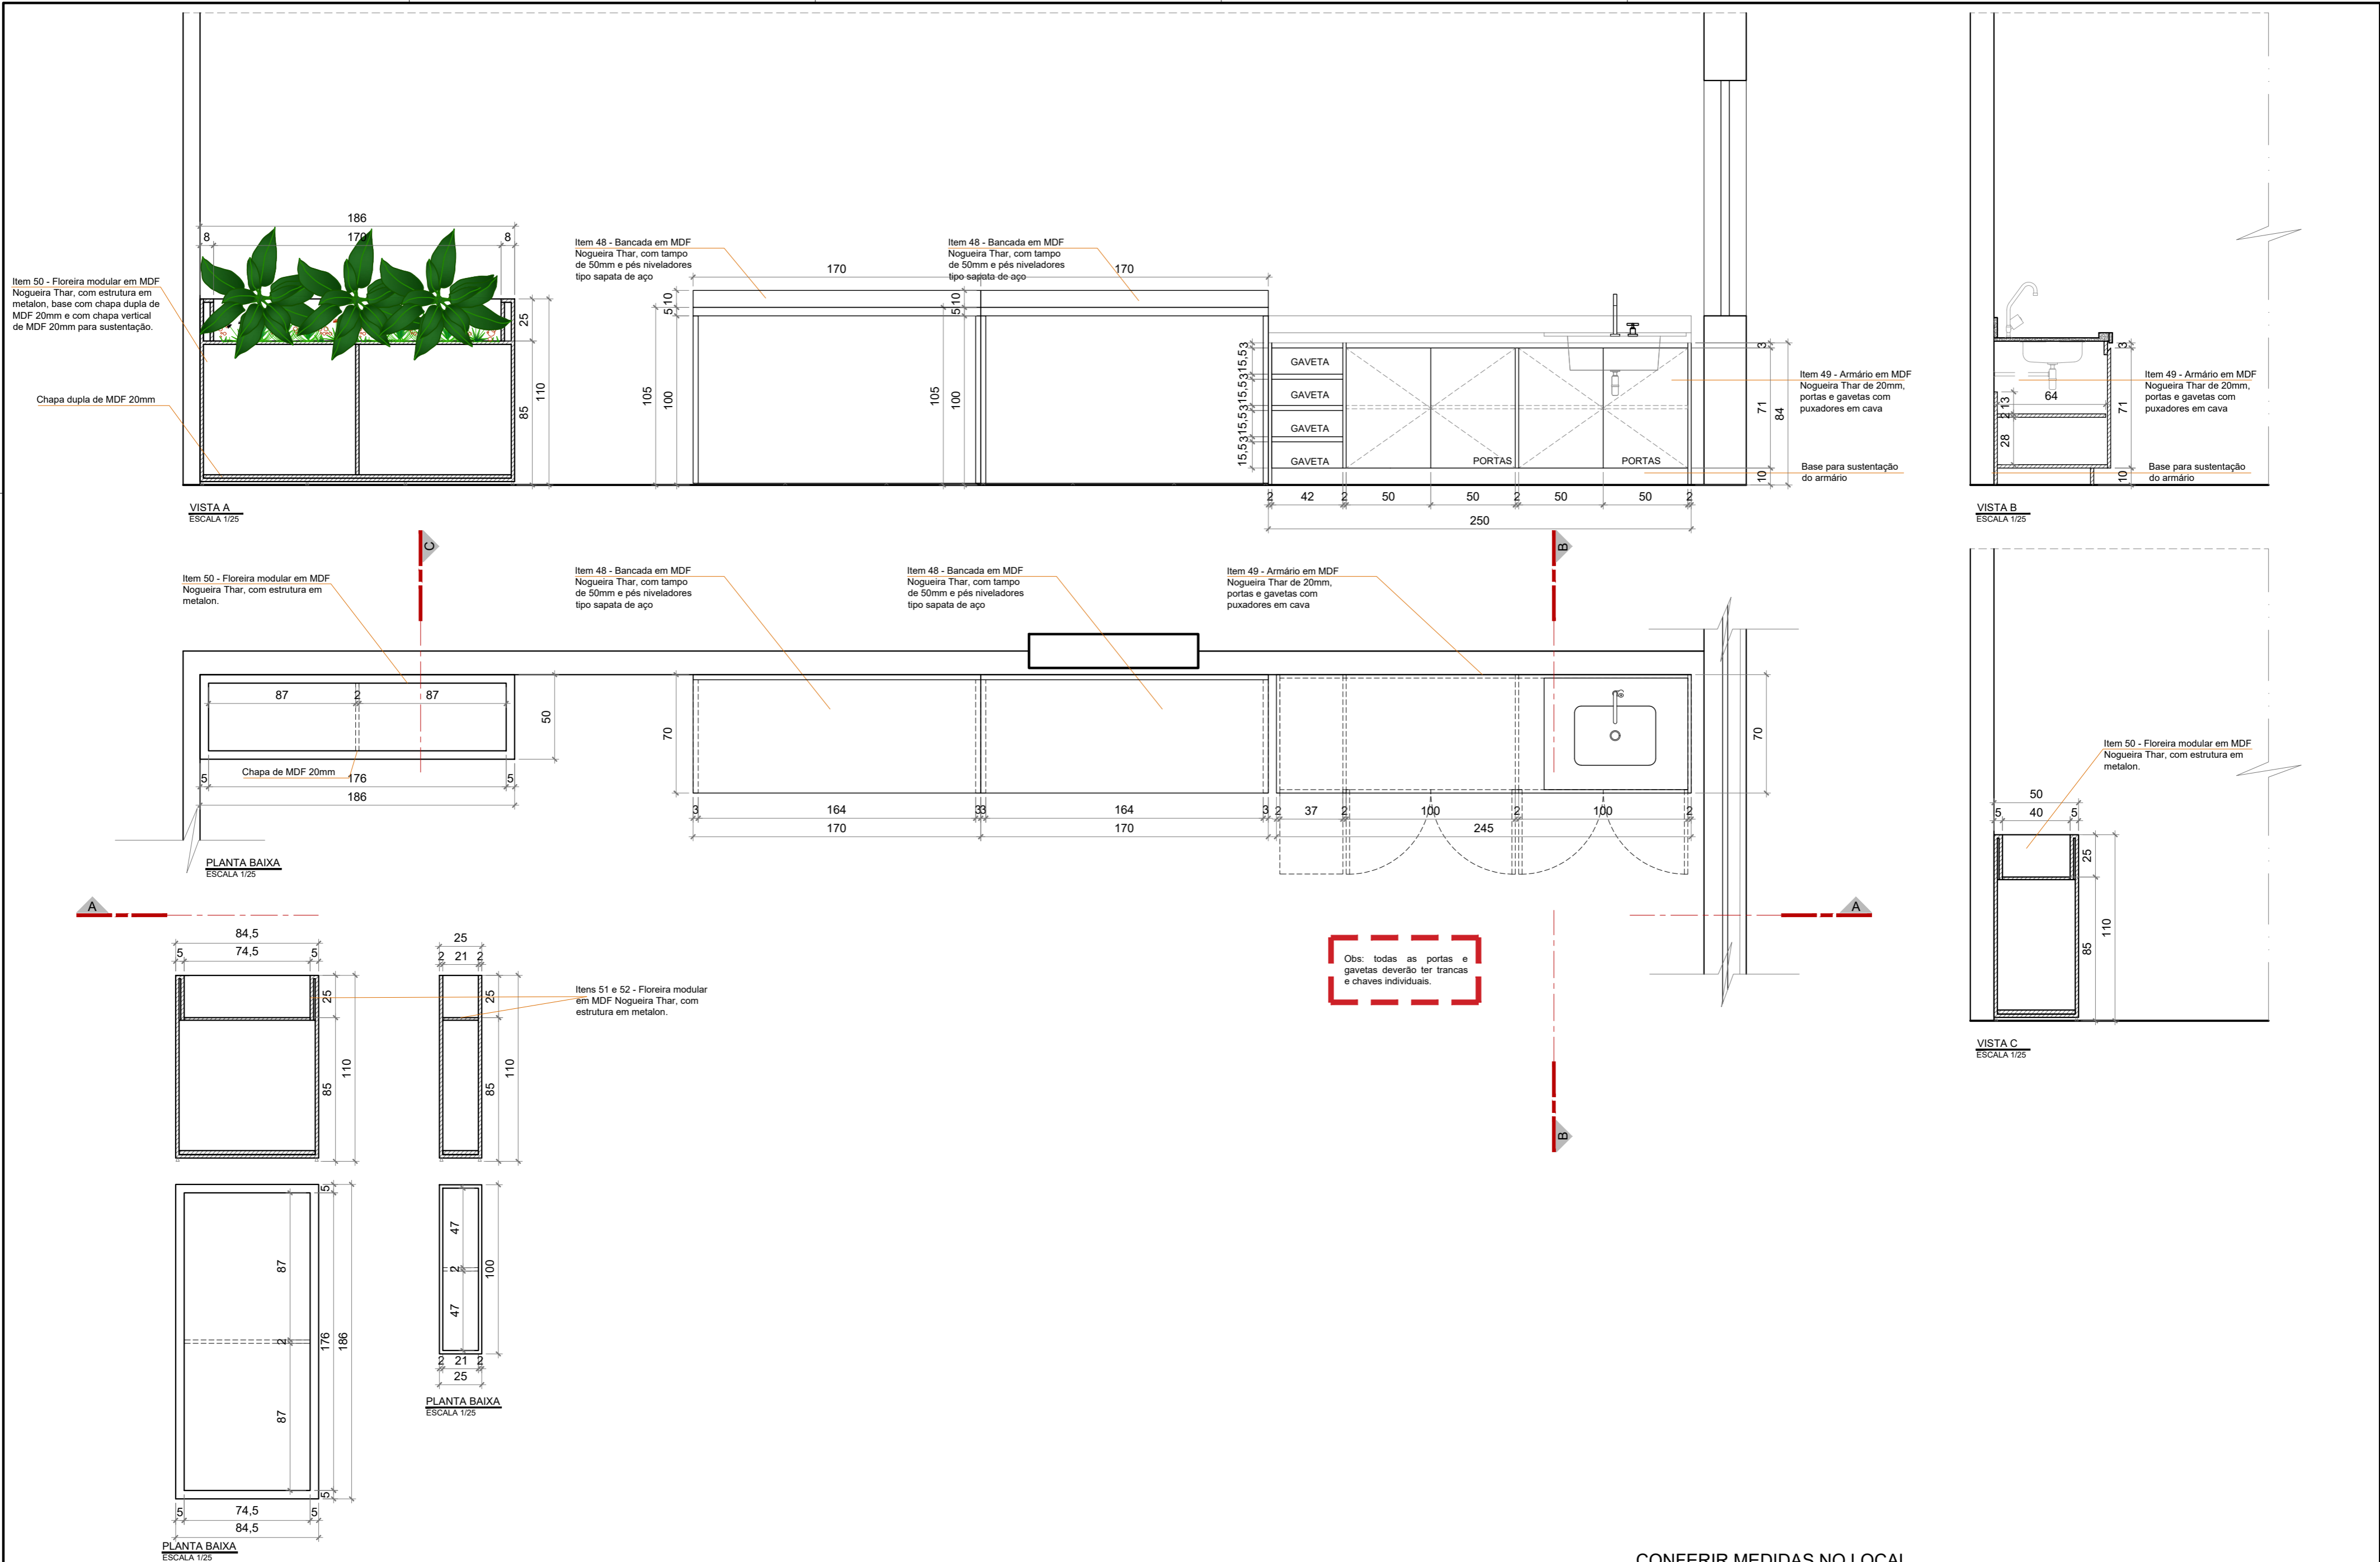 186
8
170
8
Item 50 - Floreira modular em MDF
Nogueira Thar, com estrutura em
metalon, base com chapa dupla de
MDF 20mm e com chapa vertical
de MDF 20mm para sustentação.
Chapa dupla de MDF 20mm
25
85
110
VISTA A
ESCALA 1/25
Item 48 - Bancada em MDF
Nogueira Thar, com tampo
de 50mm e pés niveladores
tipo sapata de aço
170
Item 48 - Bancada em MDF
Nogueira Thar, com tampo
de 50mm e pés niveladores
tipo sapata de aço
170
10
5
105
100
10
5
105
100
3
15,5
3
15,5
3
15,5
3
15,5
GAVETA
GAVETA
GAVETA
GAVETA
PORTAS
PORTAS
3
71
84
10
2
42
2
50
50
2
50
50
2
250
Item 49 - Armário em MDF
Nogueira Thar de 20mm,
portas e gavetas com
puxadores em cava
Base para sustentação
do armário
64
13
2
28
3
71
10
Item 49 - Armário em MDF
Nogueira Thar de 20mm,
portas e gavetas com
puxadores em cava
Base para sustentação
do armário
VISTA B
ESCALA 1/25
C
B
Item 50 - Floreira modular em MDF
Nogueira Thar, com estrutura em
metalon.
Item 48 - Bancada em MDF
Nogueira Thar, com tampo
de 50mm e pés niveladores
tipo sapata de aço
Item 48 - Bancada em MDF
Nogueira Thar, com tampo
de 50mm e pés niveladores
tipo sapata de aço
Item 49 - Armário em MDF
Nogueira Thar de 20mm,
portas e gavetas com
puxadores em cava
87
2
87
50
Chapa de MDF 20mm
5
176
5
186
70
3
164
3
3
164
3
170
170
2
37
2
100
2
100
2
245
70
PLANTA BAIXA
ESCALA 1/25
Item 50 - Floreira modular em MDF
Nogueira Thar, com estrutura em
metalon.
50
5
40
5
25
85
110
VISTA C
ESCALA 1/25
A
A
84,5
5
74,5
5
25
85
110
25
2
21
2
25
85
110
Itens 51 e 52 - Floreira modular
em MDF Nogueira Thar, com
estrutura em metalon.
Obs: todas as portas e
gavetas deverão ter trancas
e chaves individuais.
B
5
87
2
87
176
186
5
5
74,5
5
84,5
PLANTA BAIXA
ESCALA 1/25
47
2
47
100
2
21
2
25
PLANTA BAIXA
ESCALA 1/25
CONFERIR MEDIDAS NO LOCAL